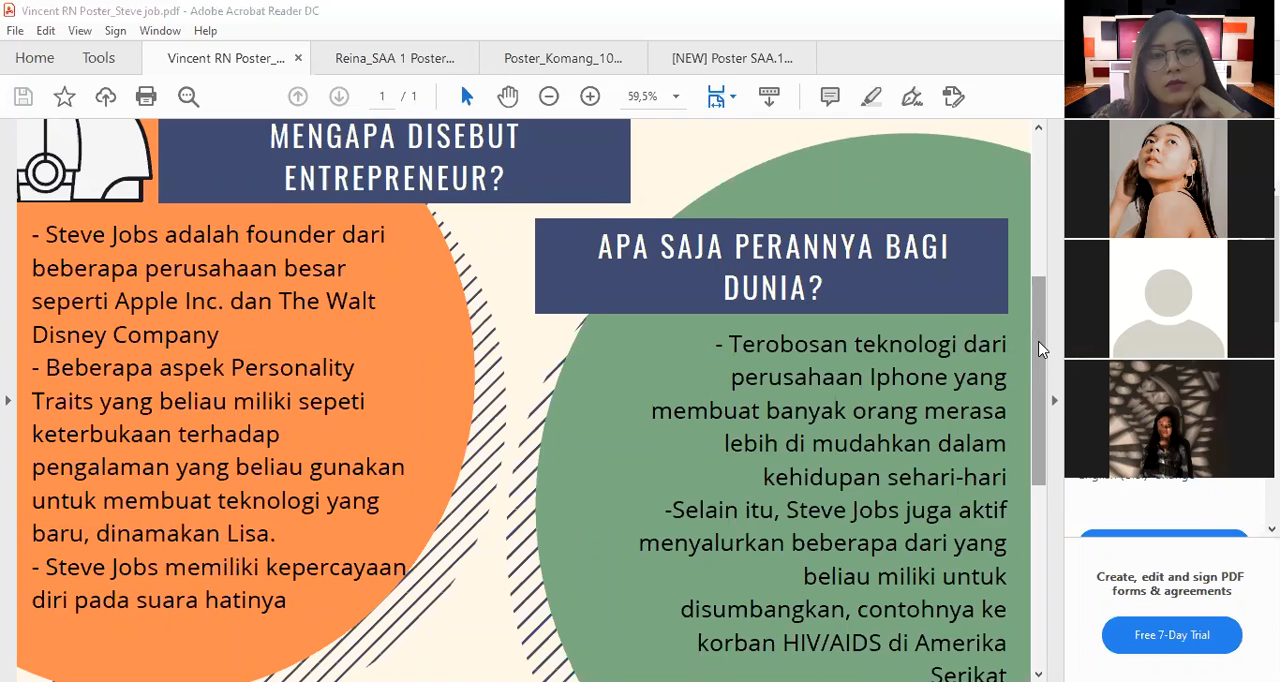 Vincent RN Poster_Steve job.pdf - Adobe Acrobat Reader DC
File Edit View Sign Window Help
Home Tools Vincent RN Poster_... × Reina_SAA 1 Poster... Poster_Komang_10... [NEW] Poster SAA.1...
1 / 1 59,5%
MENGAPA DISEBUT
ENTREPRENEUR?
- Steve Jobs adalah founder dari
beberapa perusahaan besar
seperti Apple Inc. dan The Walt
Disney Company
- Beberapa aspek Personality
Traits yang beliau miliki sepeti
keterbukaan terhadap
pengalaman yang beliau gunakan
untuk membuat teknologi yang
baru, dinamakan Lisa.
- Steve Jobs memiliki kepercayaan
diri pada suara hatinya
APA SAJA PERANNYA BAGI
DUNIA?
- Terobosan teknologi dari
perusahaan Iphone yang
membuat banyak orang merasa
lebih di mudahkan dalam
kehidupan sehari-hari
-Selain itu, Steve Jobs juga aktif
menyalurkan beberapa dari yang
beliau miliki untuk
disumbangkan, contohnya ke
korban HIV/AIDS di Amerika
Serikat
Create, edit and sign PDF
forms & agreements
Free 7-Day Trial